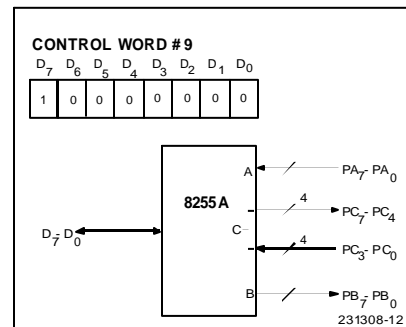 CONTROL WORD #9
D7 D6 D5 D4 D3 D2 D1 D0
1 0 0 0 0 0 0 0
8255A
A
PA7-PA0
4
PC7-PC4
C
D7-D0
4
PC3-PC0
B
PB7-PB0
231308-12